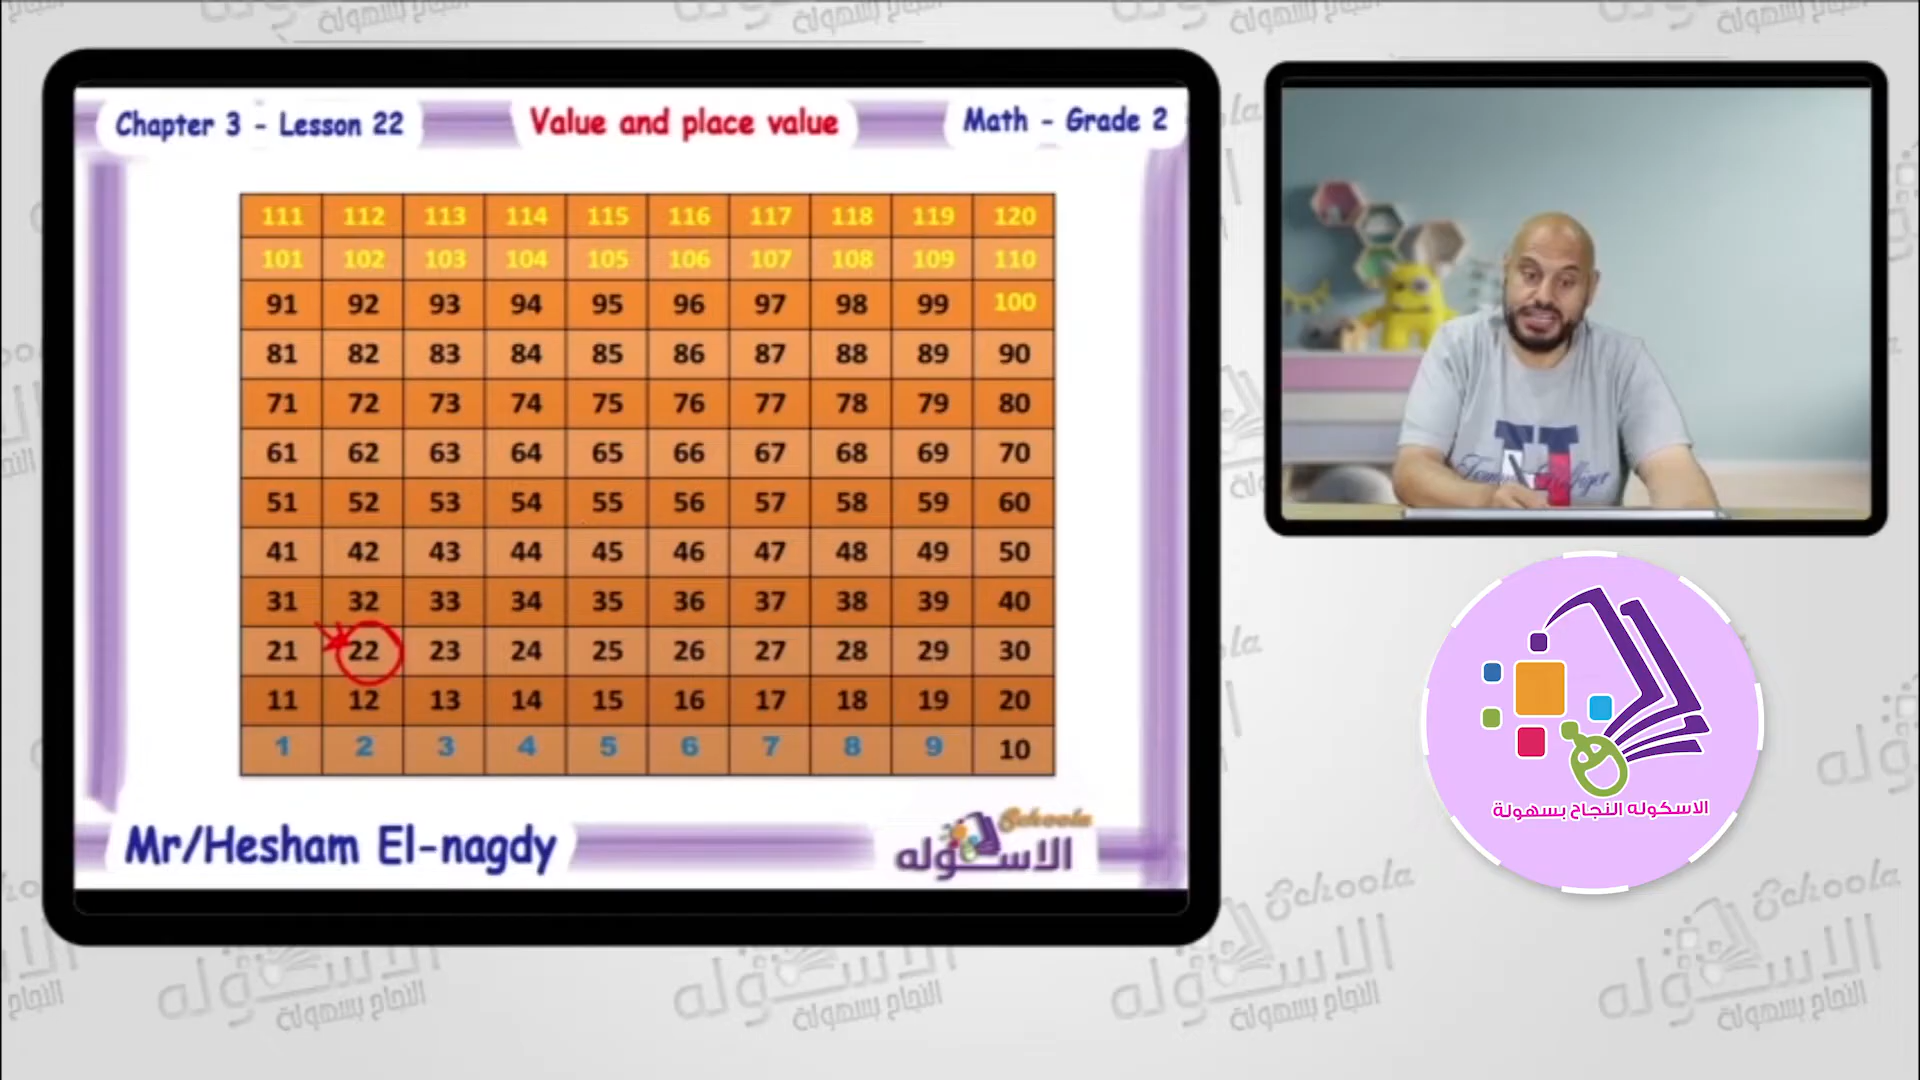 Chapter 3 - Lesson 22
Value and place value
Math - Grade 2
111 112 113 114 115 116 117 118 119 120
101 102 103 104 105 106 107 108 109 110
91 92 93 94 95 96 97 98 99 100
81 82 83 84 85 86 87 88 89 90
71 72 73 74 75 76 77 78 79 80
61 62 63 64 65 66 67 68 69 70
51 52 53 54 55 56 57 58 59 60
41 42 43 44 45 46 47 48 49 50
31 32 33 34 35 36 37 38 39 40
21 22 23 24 25 26 27 28 29 30
11 12 13 14 15 16 17 18 19 20
1 2 3 4 5 6 7 8 9 10
Mr/Hesham El-nagdy
Schoola
الاسكوله
Tommy Hilfiger
الاسكوله النجاح بسهولة
Schoola
الاسكوله
النجاح بسهولة